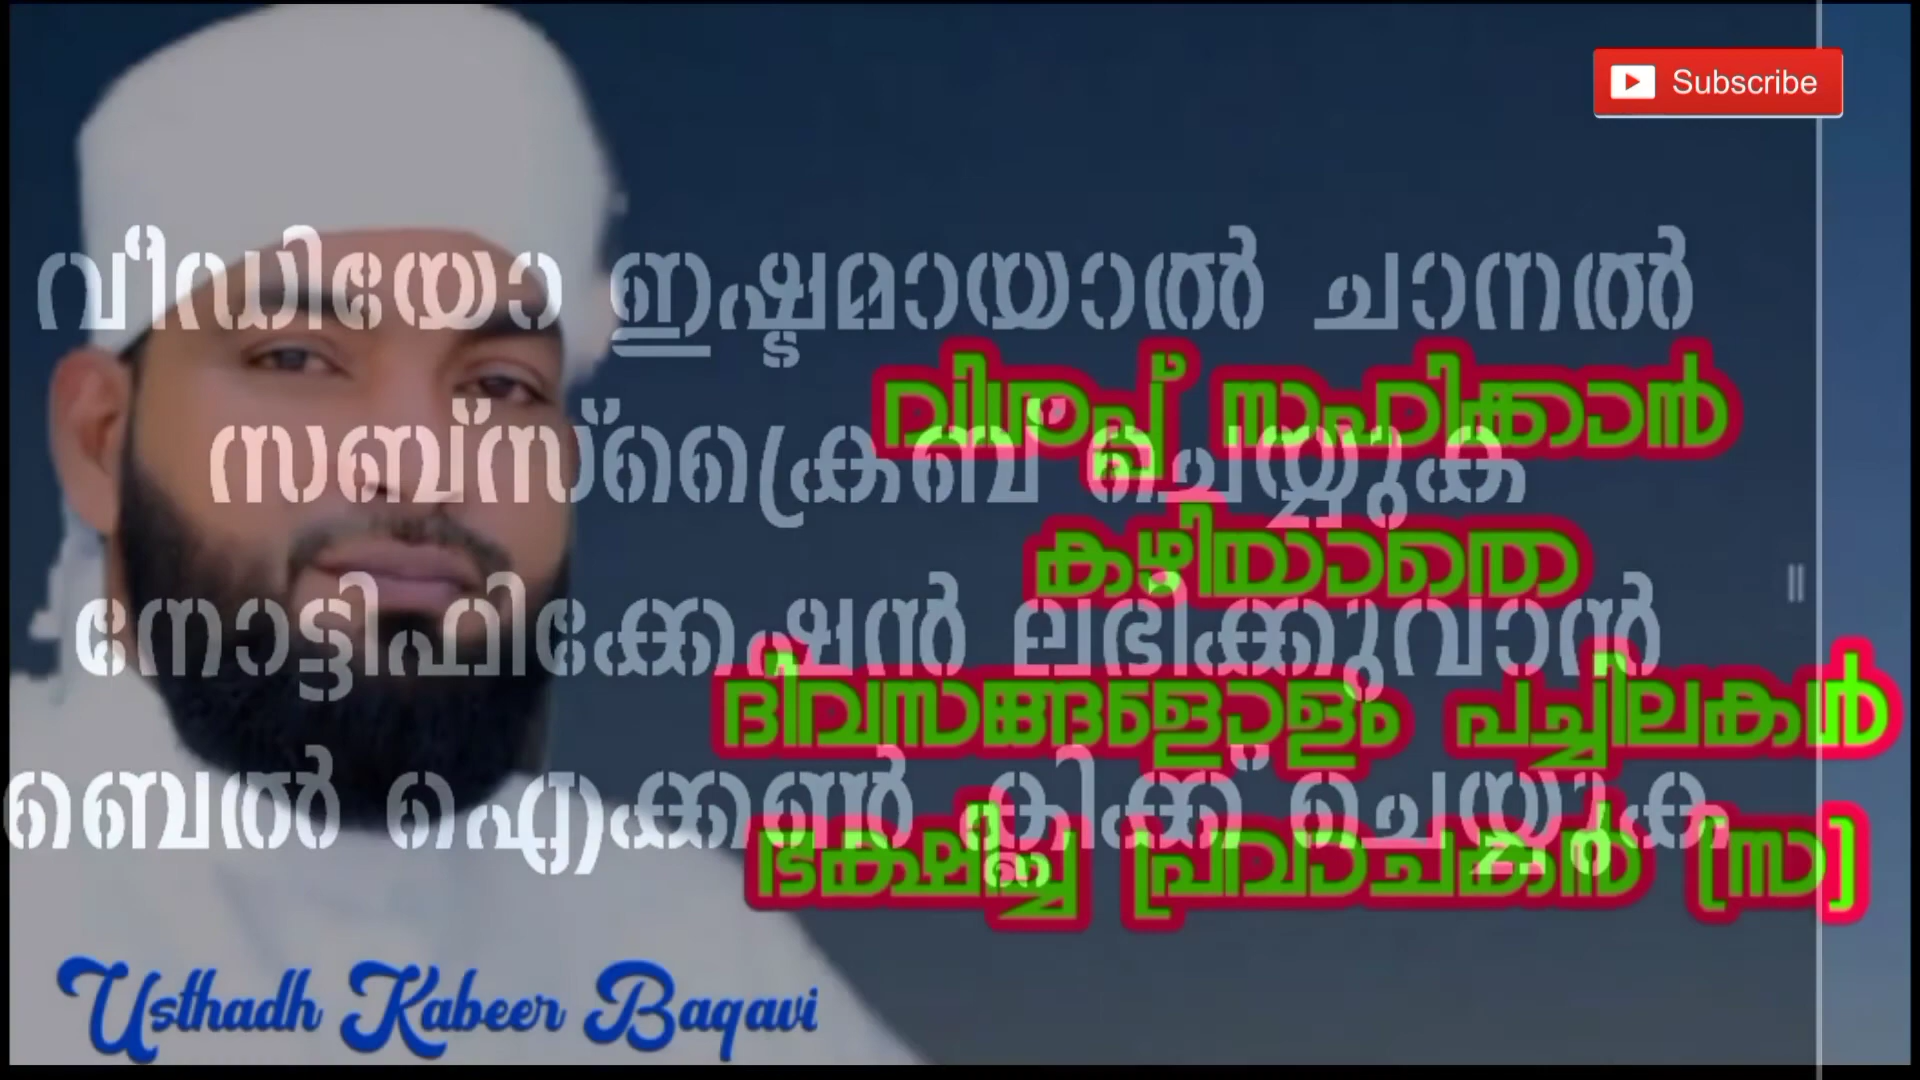 Subscribe
വീഡിയോ ഇഷ്ടമായാൽ ചാനൽ
സബ്സ്ക്രൈബ് ചെയ്യുക
നോട്ടിഫിക്കേഷൻ ലഭിക്കുവാൻ
ബെൽ ഐക്കൺ ക്ലിക്ക് ചെയ്യുക
വിശപ്പ് സഹിക്കാൻ
കഴിയാതെ
ദിവസങ്ങളോളം പച്ചിലകൾ
ഭക്ഷിച്ച പ്രവാചകൻ (സ)
Usthadh Kabeer Baqavi